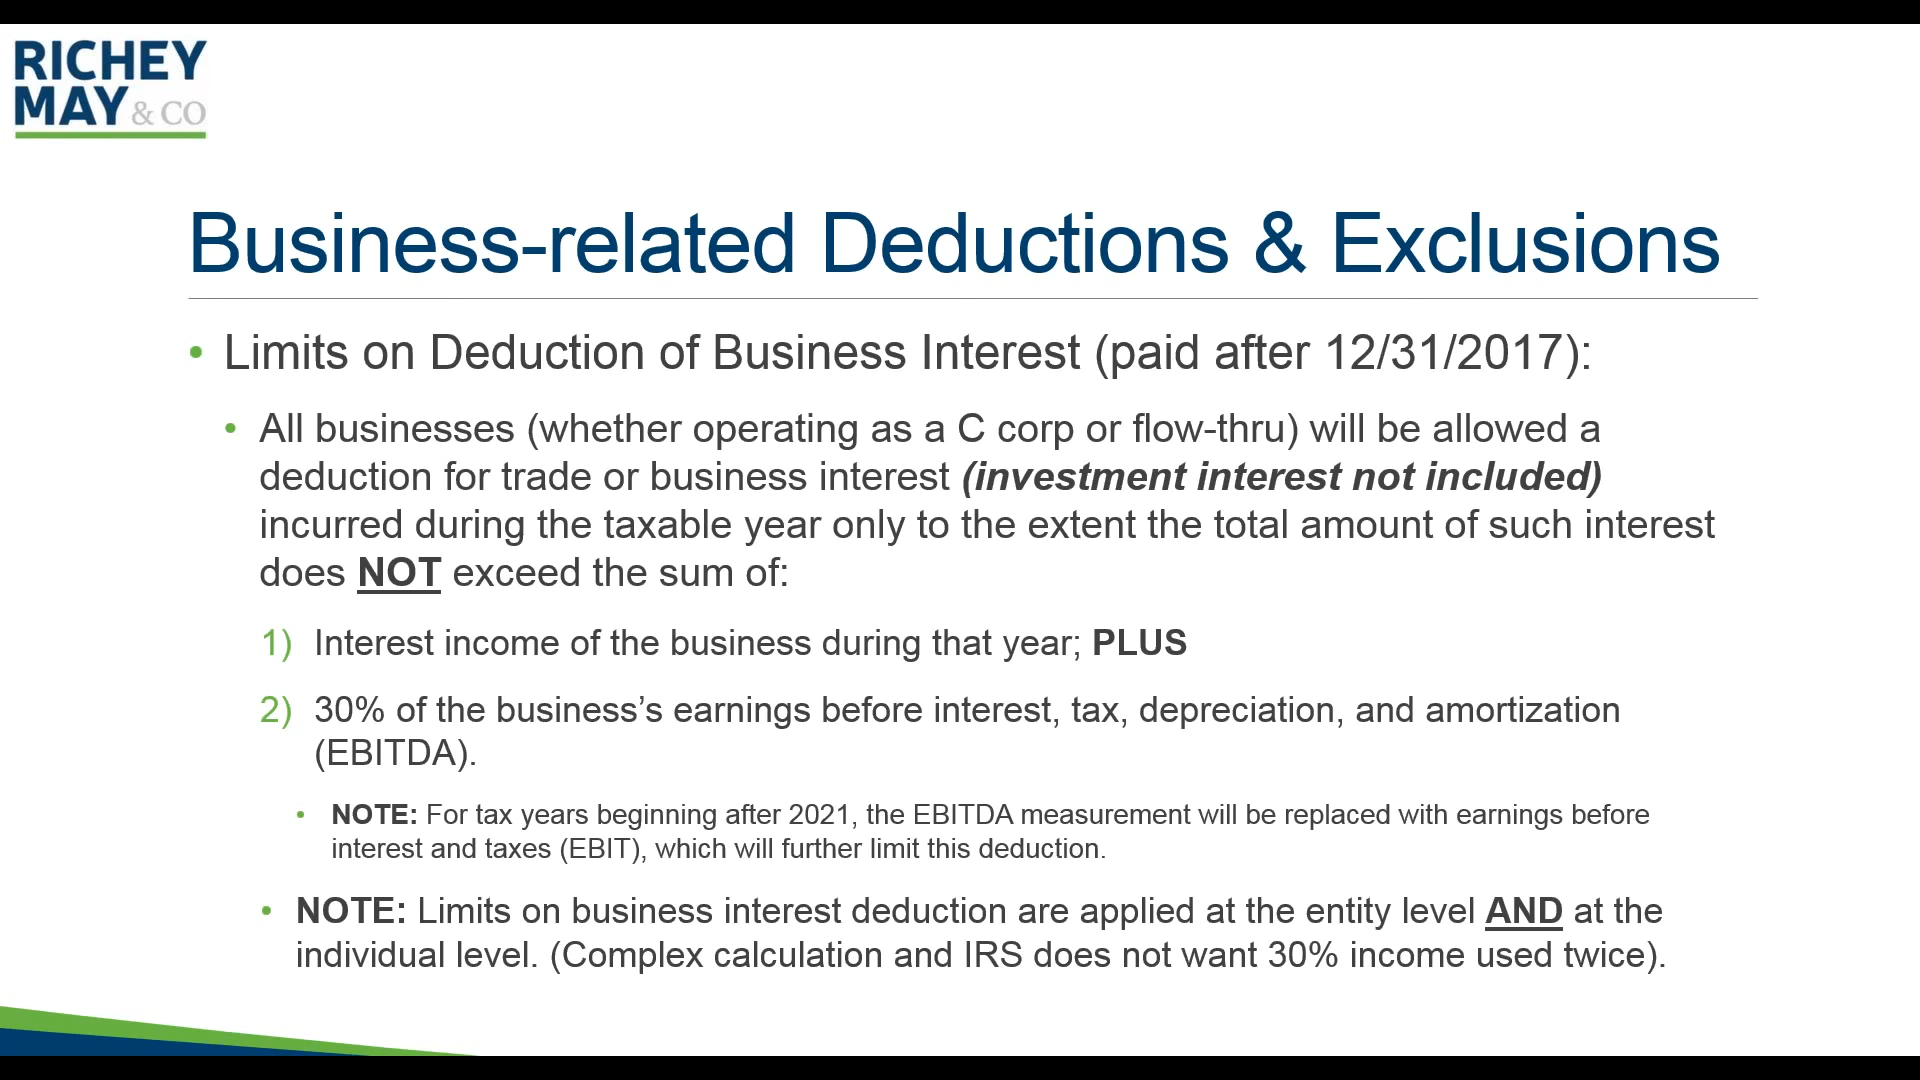 RICHEY
MAY & CO
Business-related Deductions & Exclusions
• Limits on Deduction of Business Interest (paid after 12/31/2017):
• All businesses (whether operating as a C corp or flow-thru) will be allowed a
deduction for trade or business interest (investment interest not included)
incurred during the taxable year only to the extent the total amount of such interest
does NOT exceed the sum of:
1) Interest income of the business during that year; PLUS
2) 30% of the business’s earnings before interest, tax, depreciation, and amortization
(EBITDA).
• NOTE: For tax years beginning after 2021, the EBITDA measurement will be replaced with earnings before
interest and taxes (EBIT), which will further limit this deduction.
• NOTE: Limits on business interest deduction are applied at the entity level AND at the
individual level. (Complex calculation and IRS does not want 30% income used twice).